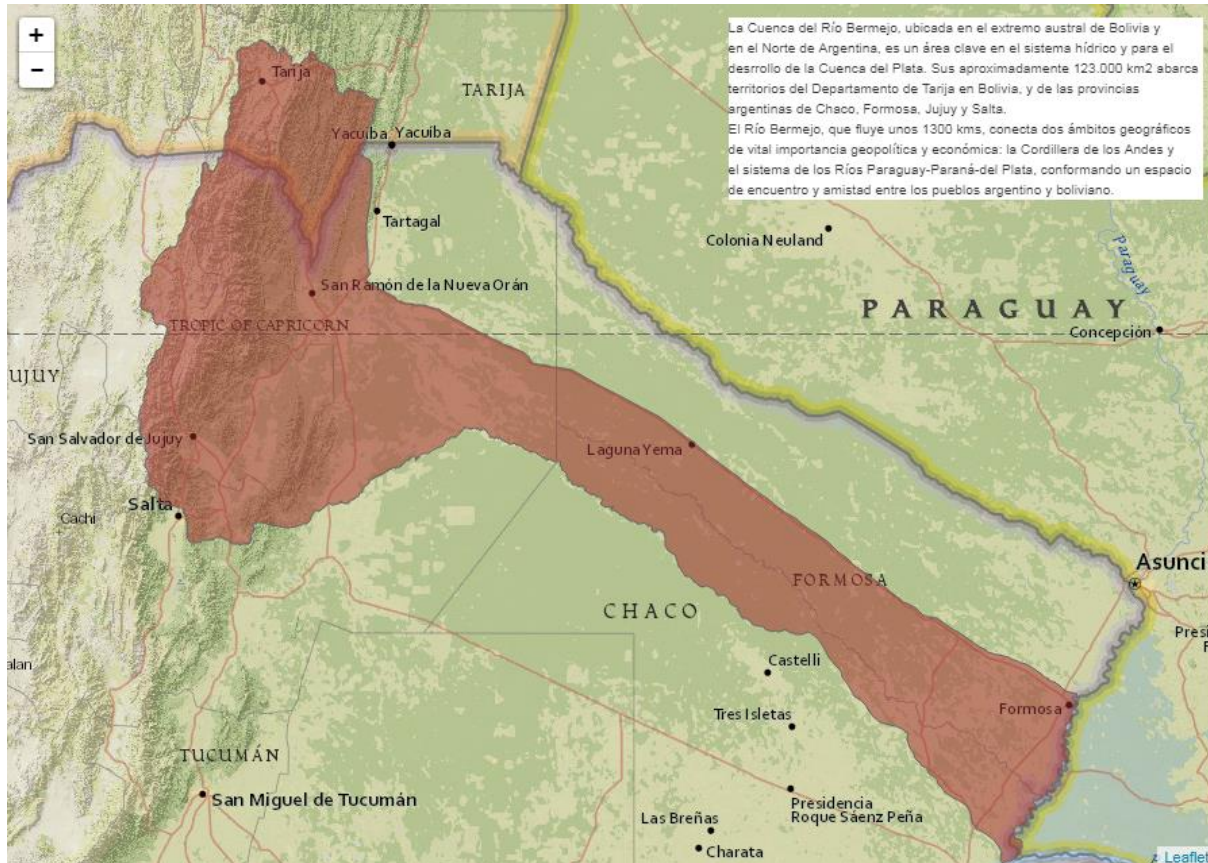 +
−
La Cuenca del Río Bermejo, ubicada en el extremo austral de Bolivia y
en el Norte de Argentina, es un área clave en el sistema hídrico y para el
desrrollo de la Cuenca del Plata. Sus aproximadamente 123.000 km2 abarca
territorios del Departamento de Tarija en Bolivia, y de las provincias
argentinas de Chaco, Formosa, Jujuy y Salta.
El Río Bermejo, que fluye unos 1300 kms, conecta dos ámbitos geográficos
de vital importancia geopolítica y económica: la Cordillera de los Andes y
el sistema de los Ríos Paraguay-Paraná-del Plata, conformando un espacio
de encuentro y amistad entre los pueblos argentino y boliviano.
Tarija
TARIJA
Yacuiba Yacuiba
Tartagal
Colonia Neuland
Paraguay
San Ramón de la Nueva Orán
PARAGUAY
TROPIC OF CAPRICORN
Concepción
UJUY
San Salvador de Jujuy
Laguna Yema
Salta
Cachi
Asunci
FORMOSA
CHACO
Presi
F
alan
Castelli
Formosa
Tres Isletas
TUCUMÁN
San Miguel de Tucumán
Presidencia
Roque Sáenz Peña
Las Breñas
Charata
Leaflet